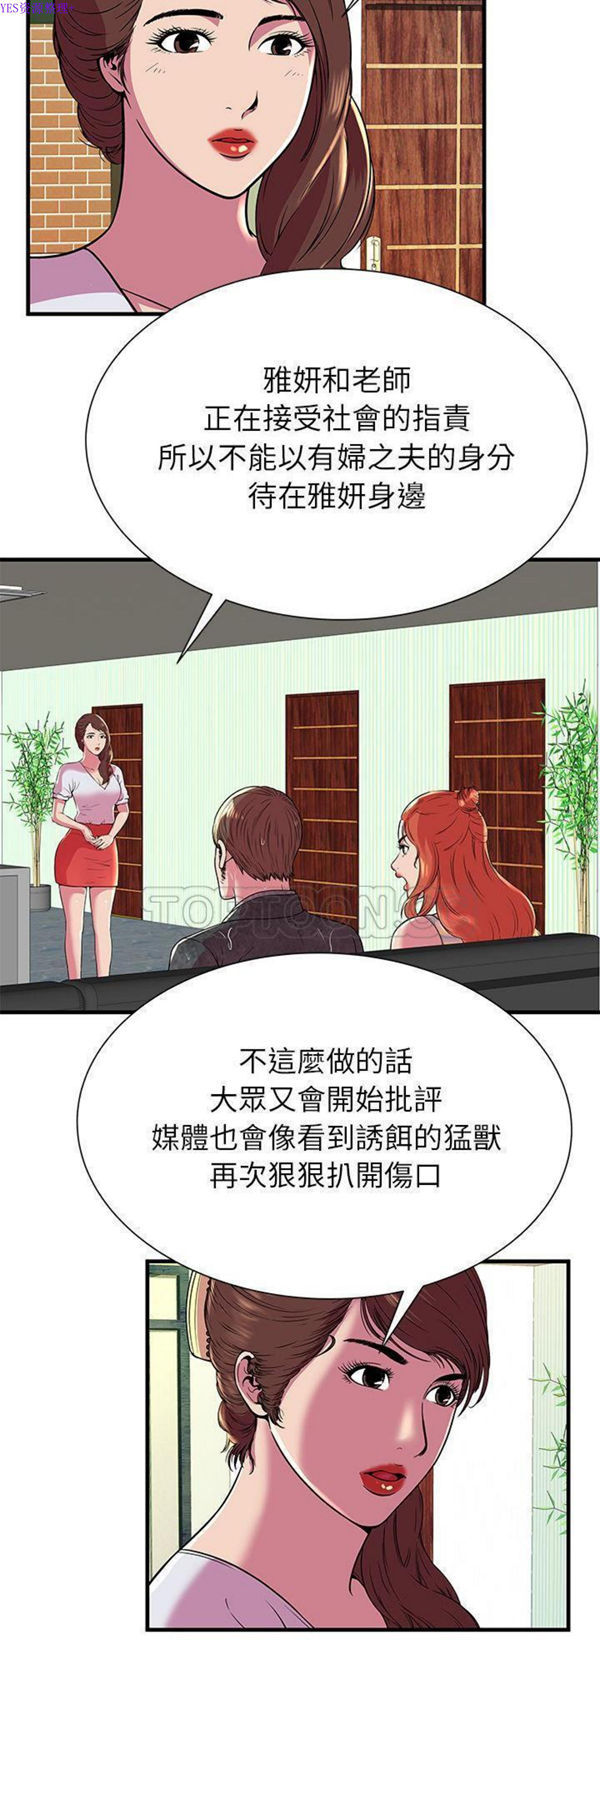 雅妍和老師
正在接受社會的指責
所以不能以有婦之夫的身分
待在雅妍身邊
TOPTOON
不這麼做的話
大眾又會開始批評
媒體也會像看到誘餌的猛獸
再次狠狠扒開傷口